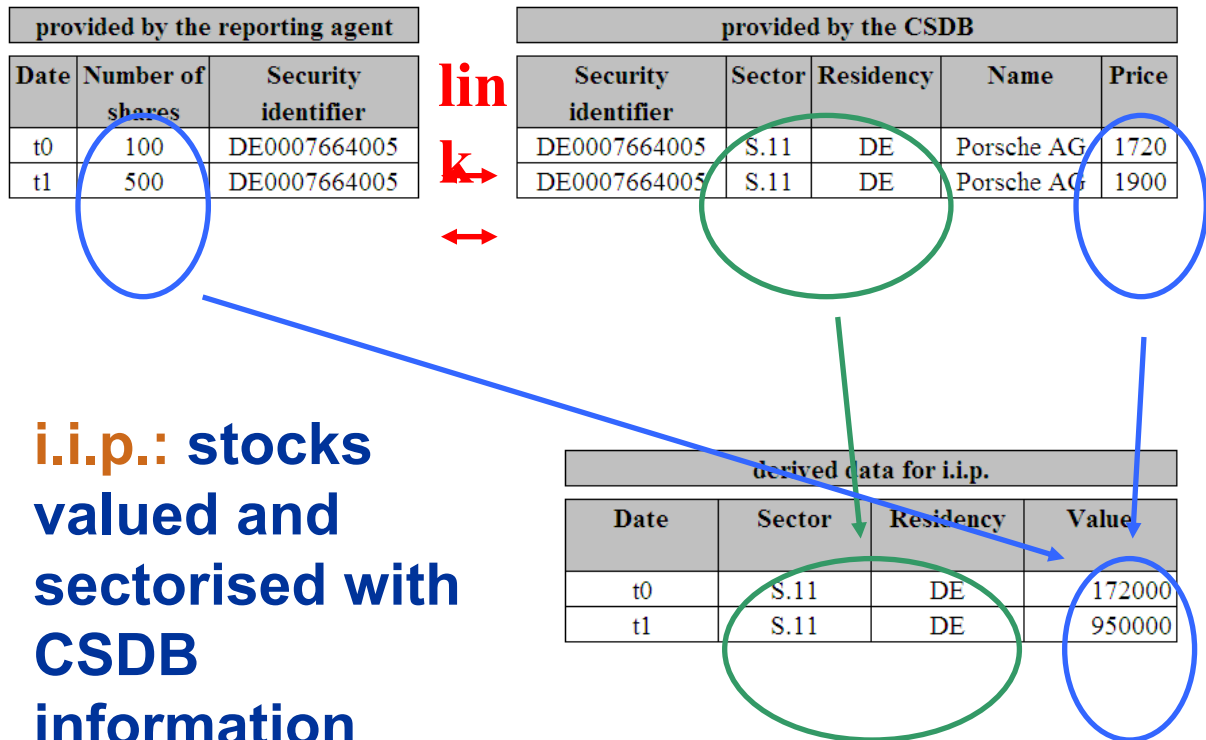 provided by the reporting agent
Date Number of shares Security identifier
t0 100 DE0007664005
t1 500 DE0007664005
lin
k
provided by the CSDB
Security identifier Sector Residency Name Price
DE0007664005 S.11 DE Porsche AG 1720
DE0007664005 S.11 DE Porsche AG 1900
i.i.p.: stocks
valued and
sectorised with
CSDB
information
derived data for i.i.p.
Date Sector Residency Value
t0 S.11 DE 172000
t1 S.11 DE 950000